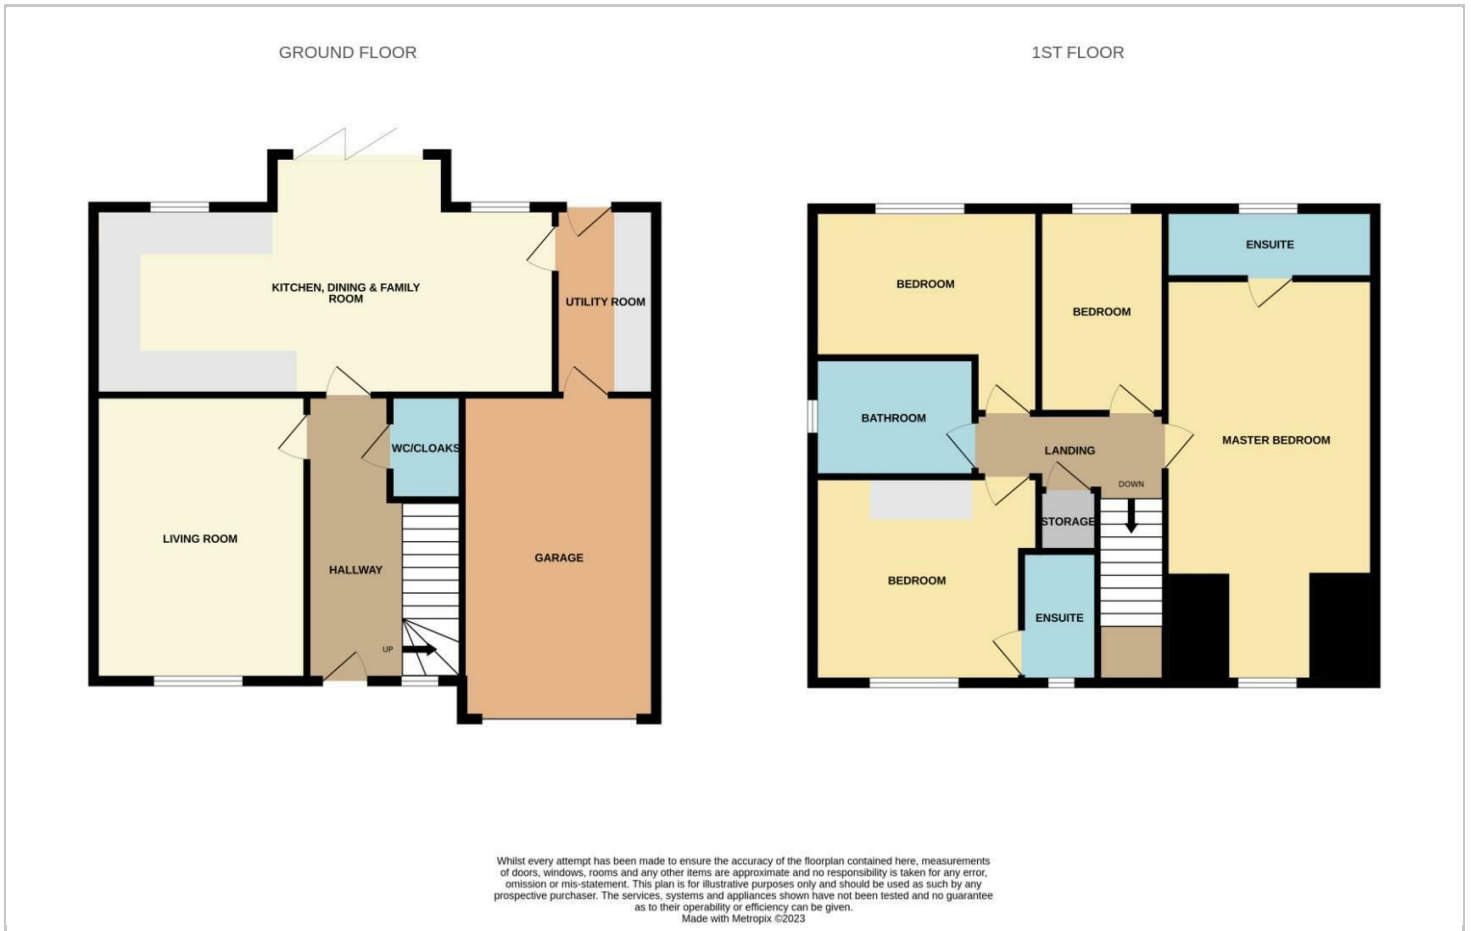 GROUND FLOOR
1ST FLOOR
KITCHEN, DINING & FAMILY
ROOM
UTILITY ROOM
WC/CLOAKS
LIVING ROOM
HALLWAY
GARAGE
UP
BEDROOM
BEDROOM
ENSUITE
BATHROOM
LANDING
MASTER BEDROOM
DOWN
STORAGE
BEDROOM
ENSUITE
Whilst every attempt has been made to ensure the accuracy of the floorplan contained here, measurements
of doors, windows, rooms and any other items are approximate and no responsibility is taken for any error,
omission or mis-statement. This plan is for illustrative purposes only and should be used as such by any
prospective purchaser. The services, systems and appliances shown have not been tested and no guarantee
as to their operability or efficiency can be given.
Made with Metropix ©2023